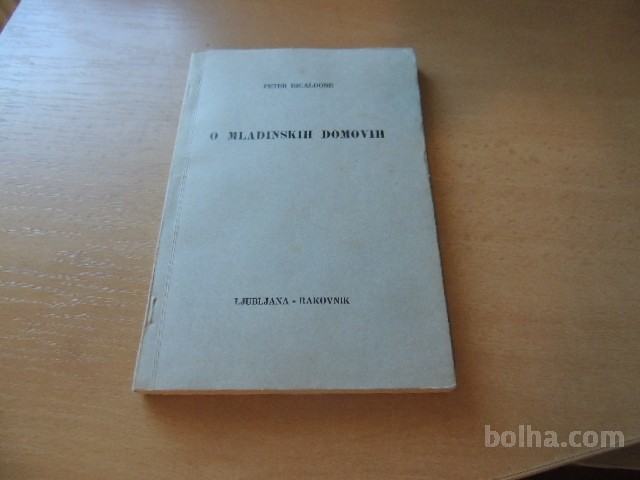 PETER RICALDONE
O MLADINSKIH DOMOVIH
LJUBLJANA - RAKOVNIK
bolha.com